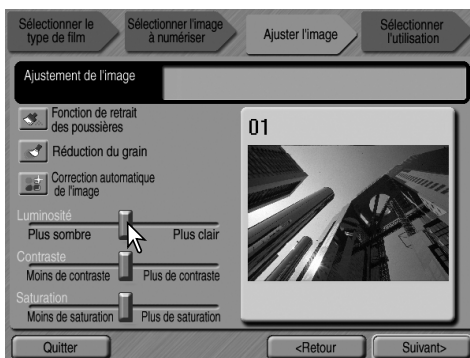 Sélectionner le
type de film
Sélectionner l'image
à numériser
Ajuster l'image
Sélectionner
l'utilisation
Ajustement de l'image
Fonction de retrait
des poussières
Réduction du grain
Correction automatique
de l'image
Luminosité
Plus sombre Plus clair
Contraste
Moins de contraste Plus de contraste
Saturation
Moins de saturation Plus de saturation
01
Quitter <Retour Suivant>